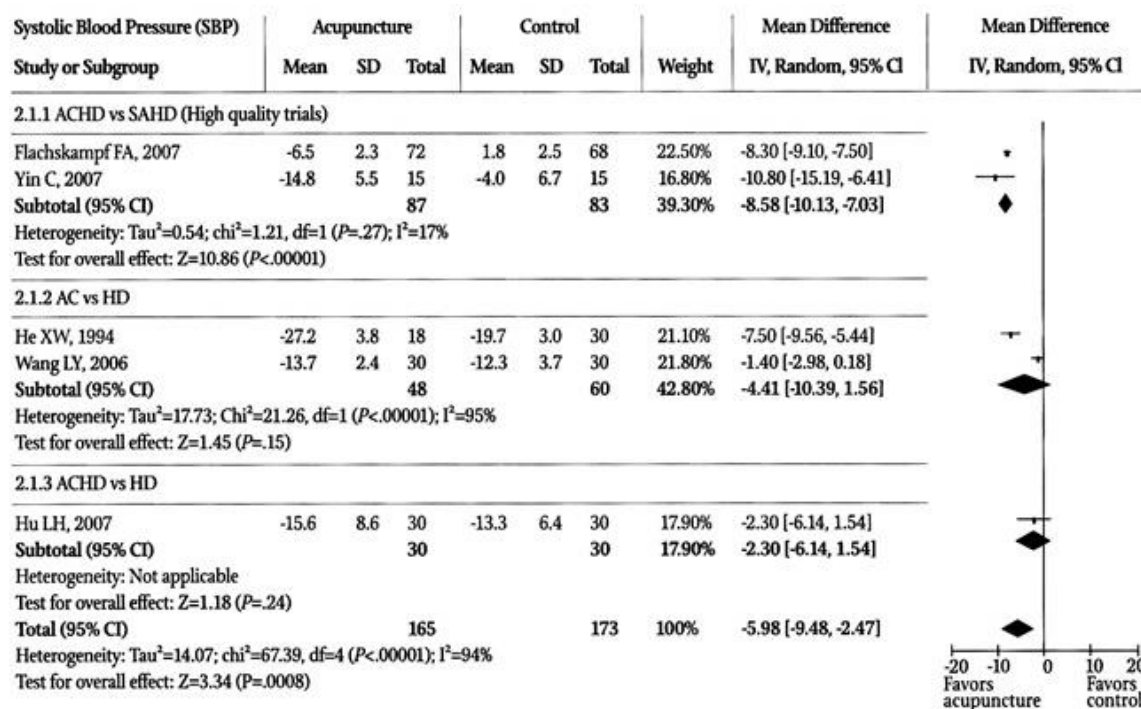 Systolic Blood Pressure (SBP) Acupuncture Control Mean Difference Mean Difference
Study or Subgroup Mean SD Total Mean SD Total Weight IV, Random, 95% CI IV, Random, 95% CI
2.1.1 ACHD vs SAHD (High quality trials)
Flachskampf FA, 2007 -6.5 2.3 72 1.8 2.5 68 22.50% -8.30 [-9.10, -7.50]
Yin C, 2007 -14.8 5.5 15 -4.0 6.7 15 16.80% -10.80 [-15.19, -6.41]
Subtotal (95% CI) 87 83 39.30% -8.58 [-10.13, -7.03]
Heterogeneity: Tau²=0.54; chi²=1.21, df=1 (P=.27); I²=17%
Test for overall effect: Z=10.86 (P<.00001)
2.1.2 AC vs HD
He XW, 1994 -27.2 3.8 18 -19.7 3.0 30 21.10% -7.50 [-9.56, -5.44]
Wang LY, 2006 -13.7 2.4 30 -12.3 3.7 30 21.80% -1.40 [-2.98, 0.18]
Subtotal (95% CI) 48 60 42.80% -4.41 [-10.39, 1.56]
Heterogeneity: Tau²=17.73; Chi²=21.26, df=1 (P<.00001); I²=95%
Test for overall effect: Z=1.45 (P=.15)
2.1.3 ACHD vs HD
Hu LH, 2007 -15.6 8.6 30 -13.3 6.4 30 17.90% -2.30 [-6.14, 1.54]
Subtotal (95% CI) 30 30 17.90% -2.30 [-6.14, 1.54]
Heterogeneity: Not applicable
Test for overall effect: Z=1.18 (P=.24)
Total (95% CI) 165 173 100% -5.98 [-9.48, -2.47]
Heterogeneity: Tau²=14.07; chi²=67.39, df=4 (P<.00001); I²=94%
Test for overall effect: Z=3.34 (P=.0008)
-20 -10 0 10 20
Favors Favors
acupuncture control